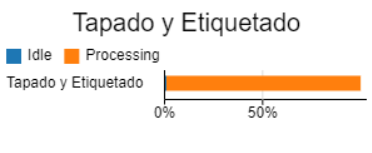 Tapado y Etiquetado
Idle Processing
Tapado y Etiquetado
0% 50%